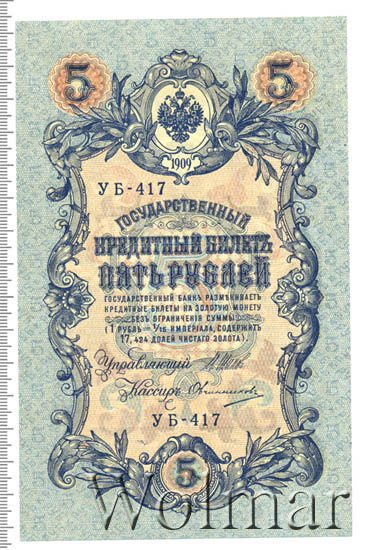 5 5
1909
УБ-417
ГОСУДАРСТВЕННЫЙ
КРЕДИТНЫЙ БИЛЕТЪ
ПЯТЬ РУБЛЕЙ
ГОСУДАРСТВЕННЫЙ БАНКЪ РАЗМѢНИВАЕТЪ
КРЕДИТНЫЕ БИЛЕТЫ НА ЗОЛОТУЮ МОНЕТУ
БЕЗЪ ОГРАНИЧЕНІЯ СУММЫ
(1 РУБЛЬ = 1/15 ИМПЕРІАЛА, СОДЕРЖИТЪ
17,424 ДОЛЕЙ ЧИСТАГО ЗОЛОТА).
Управляющій
Кассиръ Овчинниковъ
УБ-417
5
Wolmar